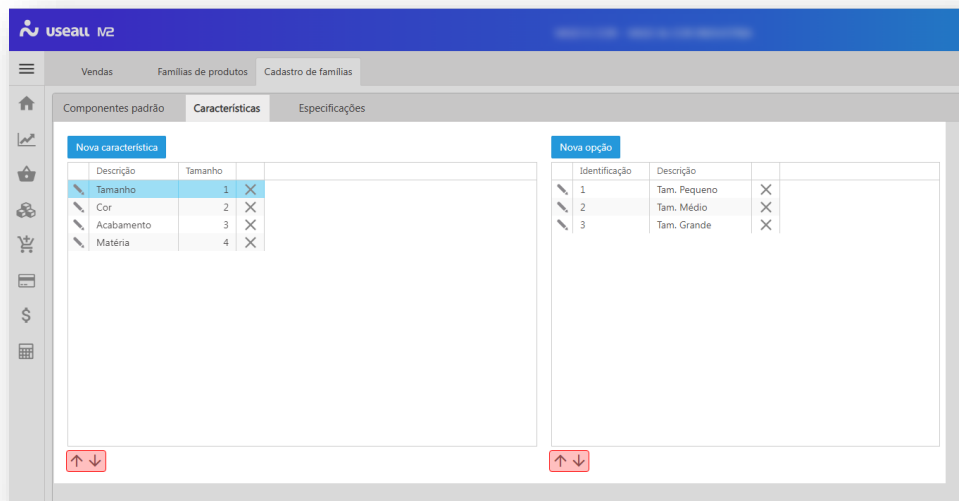 useall M2
Vendas Famílias de produtos Cadastro de famílias
Componentes padrão Características Especificações
Nova característica
Descrição Tamanho
Tamanho 1
Cor 2
Acabamento 3
Matéria 4
Nova opção
Identificação Descrição
1 Tam. Pequeno
2 Tam. Médio
3 Tam. Grande